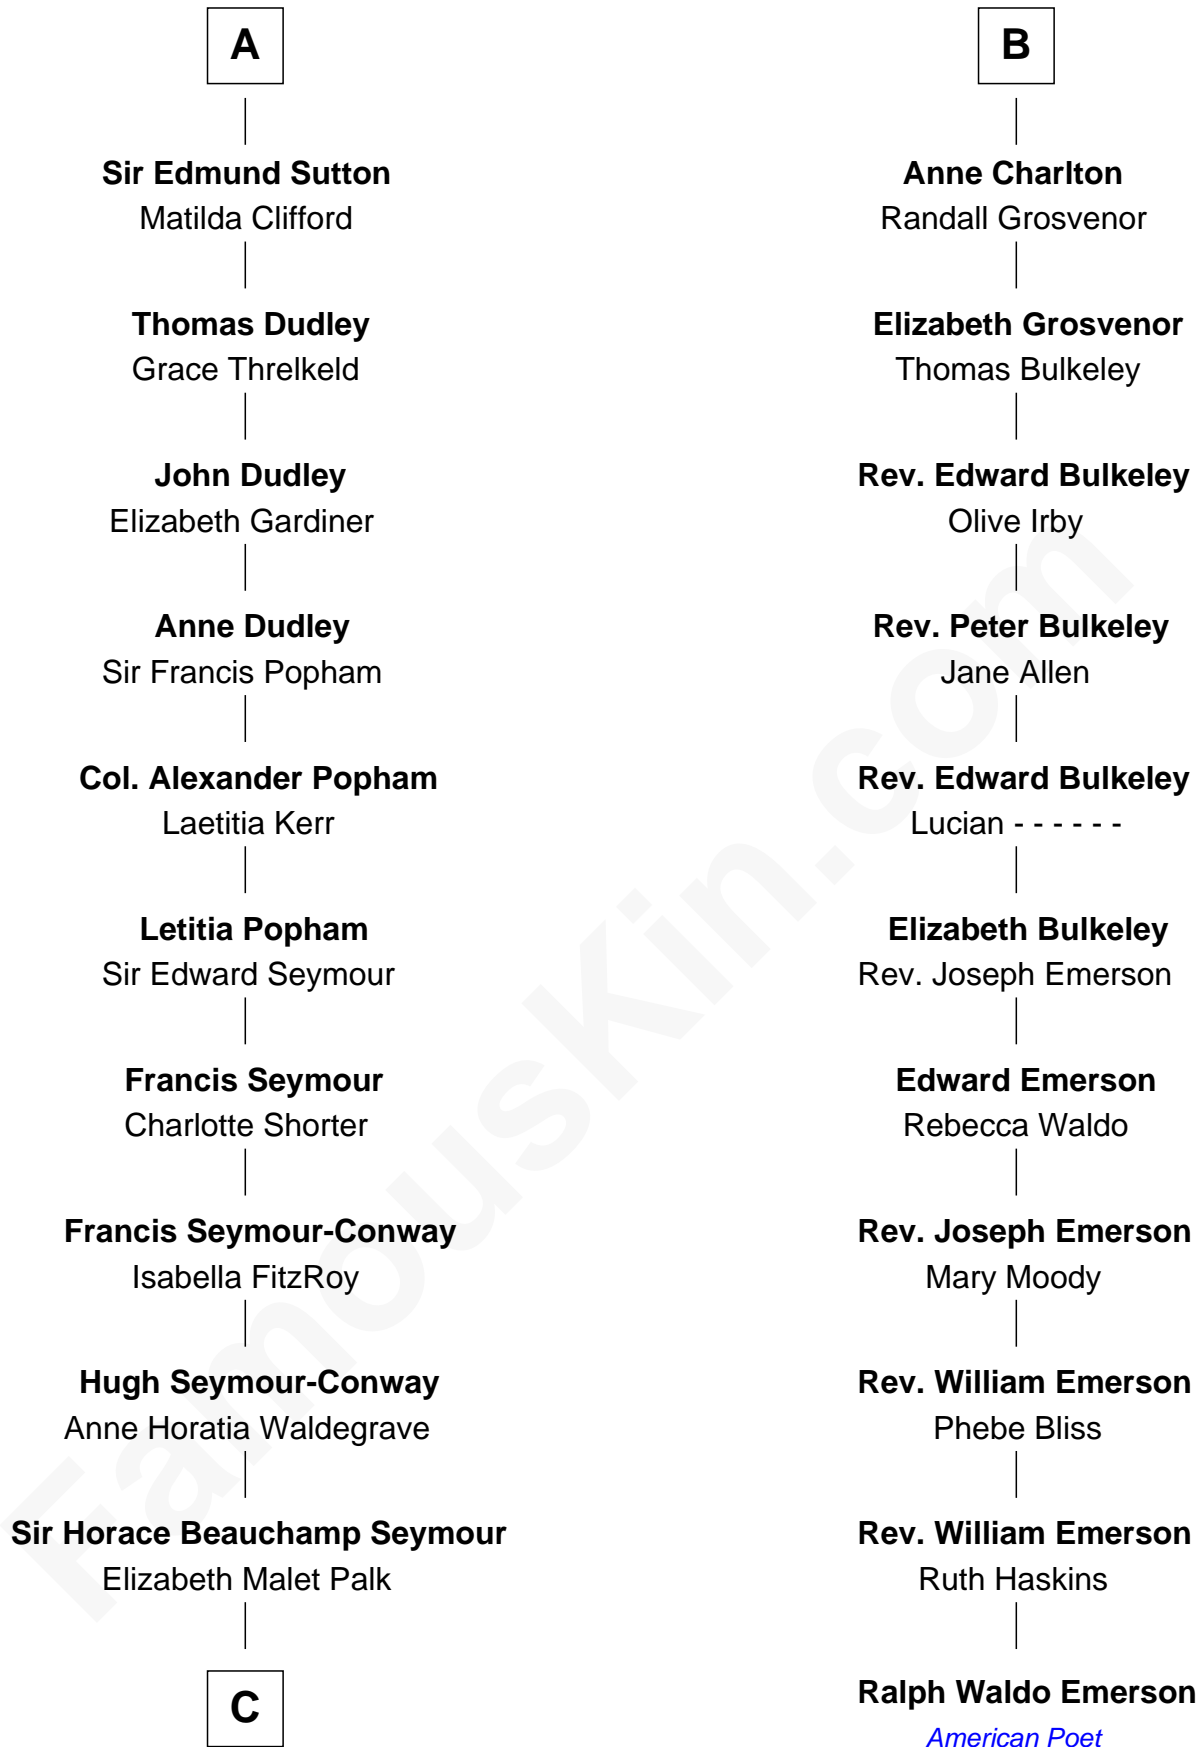 A
Sir Edmund Sutton
Matilda Clifford
Thomas Dudley
Grace Threlkeld
John Dudley
Elizabeth Gardiner
Anne Dudley
Sir Francis Popham
Col. Alexander Popham
Laetitia Kerr
Letitia Popham
Sir Edward Seymour
Francis Seymour
Charlotte Shorter
Francis Seymour-Conway
Isabella FitzRoy
Hugh Seymour-Conway
Anne Horatia Waldegrave
Sir Horace Beauchamp Seymour
Elizabeth Malet Palk
C
B
Anne Charlton
Randall Grosvenor
Elizabeth Grosvenor
Thomas Bulkeley
Rev. Edward Bulkeley
Olive Irby
Rev. Peter Bulkeley
Jane Allen
Rev. Edward Bulkeley
Lucian - - - - - -
Elizabeth Bulkeley
Rev. Joseph Emerson
Edward Emerson
Rebecca Waldo
Rev. Joseph Emerson
Mary Moody
Rev. William Emerson
Phebe Bliss
Rev. William Emerson
Ruth Haskins
Ralph Waldo Emerson
American Poet
FamousKin.com